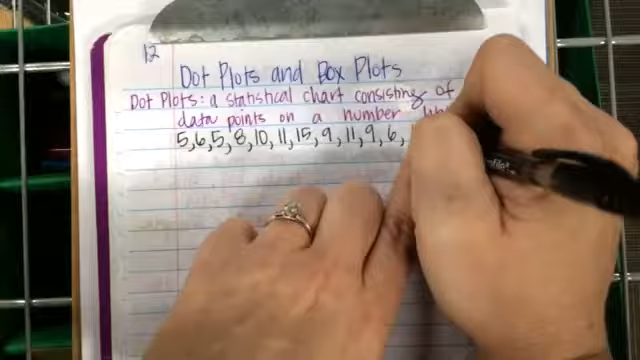 12
Dot Plots and Box Plots
Dot Plots: a statistical chart consisting of
data points on a number
5,6,5,8,10,11,15,9,11,9,6,